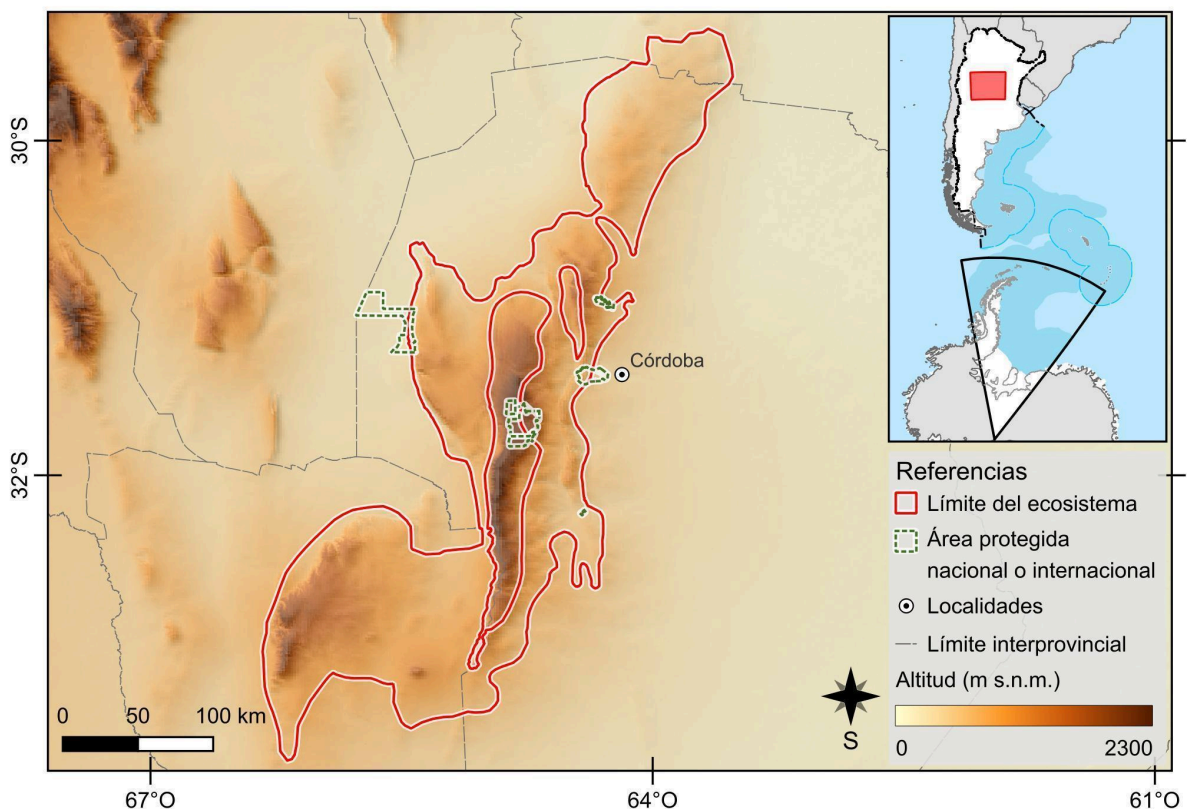 30°S
32°S
Córdoba
0 50 100 km
S
67°O
64°O
61°O
Referencias
Límite del ecosistema
Área protegida
nacional o internacional
Localidades
Límite interprovincial
Altitud (m s.n.m.)
0 2300